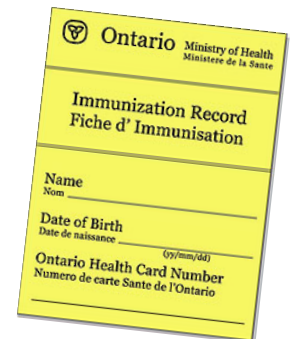 Ontario Ministry of Health
Ministere de la Sante
Immunization Record
Fiche d' Immunisation
Name
Nom
Date of Birth
Date de naissance
(yy/mm/dd)
Ontario Health Card Number
Numero de carte Sante de l'Ontario